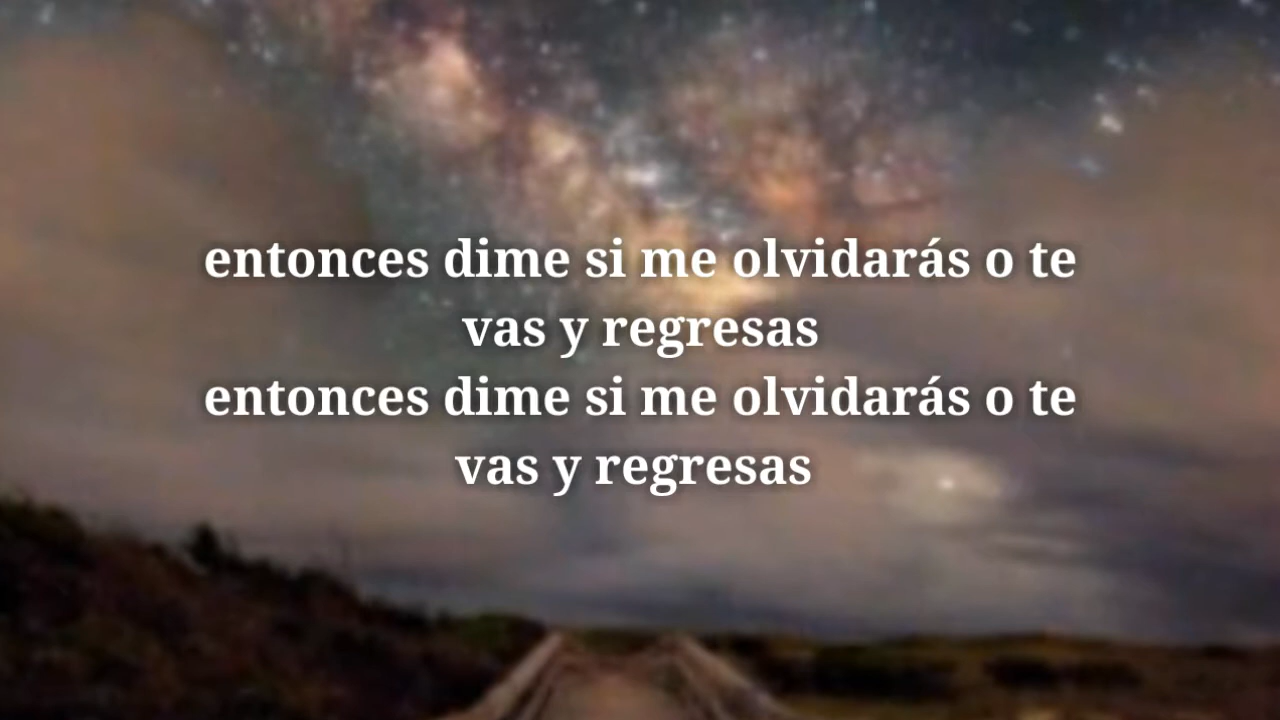 entonces dime si me olvidarás o te
vas y regresas
entonces dime si me olvidarás o te
vas y regresas